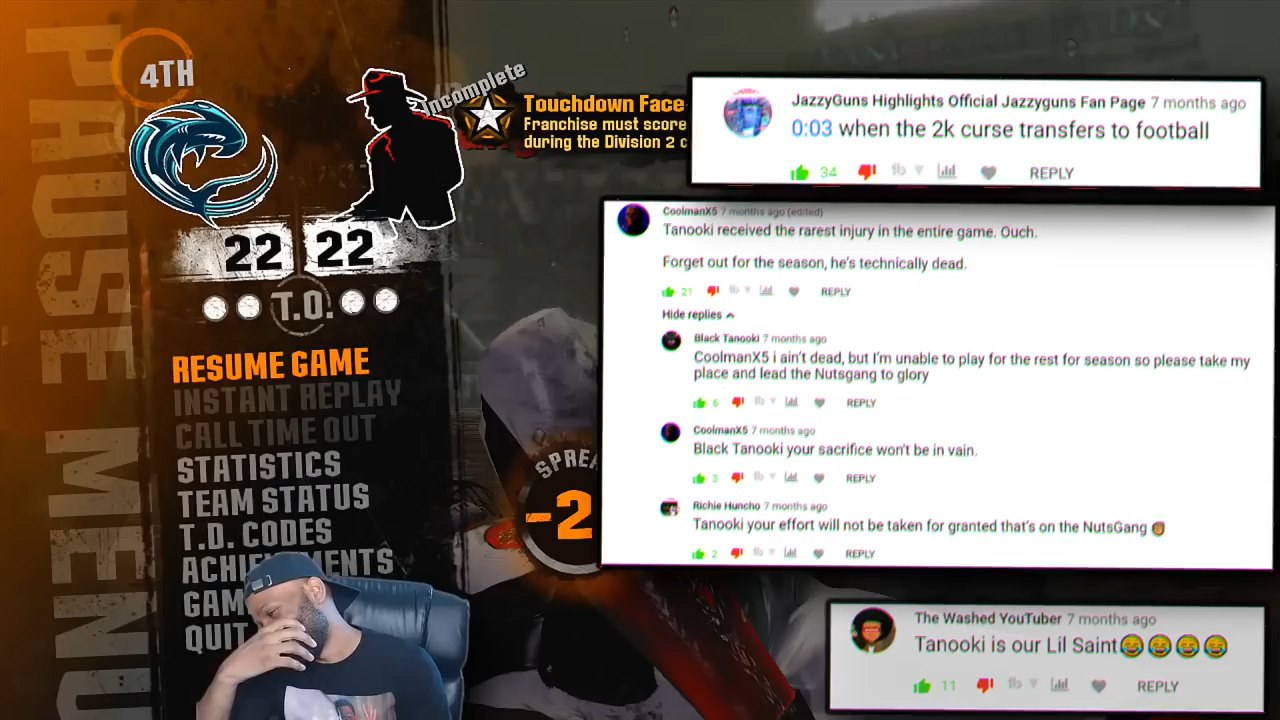 PAUSE MENU
4TH
Incomplete
Touchdown Face
Franchise must score
during the Division 2 c
22 22
T.O.
RESUME GAME
INSTANT REPLAY
CALL TIME OUT
STATISTICS
TEAM STATUS
T.D. CODES
ACHIEVEMENTS
GAM
QUIT
SPREA
-2
JazzyGuns Highlights Official Jazzyguns Fan Page 7 months ago
0:03 when the 2k curse transfers to football
34 REPLY
CoolmanX5 7 months ago (edited)
Tanooki received the rarest injury in the entire game. Ouch.
Forget out for the season, he's technically dead.
21 REPLY
Hide replies
Black Tanooki 7 months ago
CoolmanX5 i ain't dead, but I'm unable to play for the rest for season so please take my
place and lead the Nutsgang to glory
6 REPLY
CoolmanX5 7 months ago
Black Tanooki your sacrifice won't be in vain.
3 REPLY
Richie Huncho 7 months ago
Tanooki your effort will not be taken for granted that's on the NutsGang ✊🏾
2 REPLY
The Washed YouTuber 7 months ago
Tanooki is our Lil Saint😂😂😂😂
11 REPLY